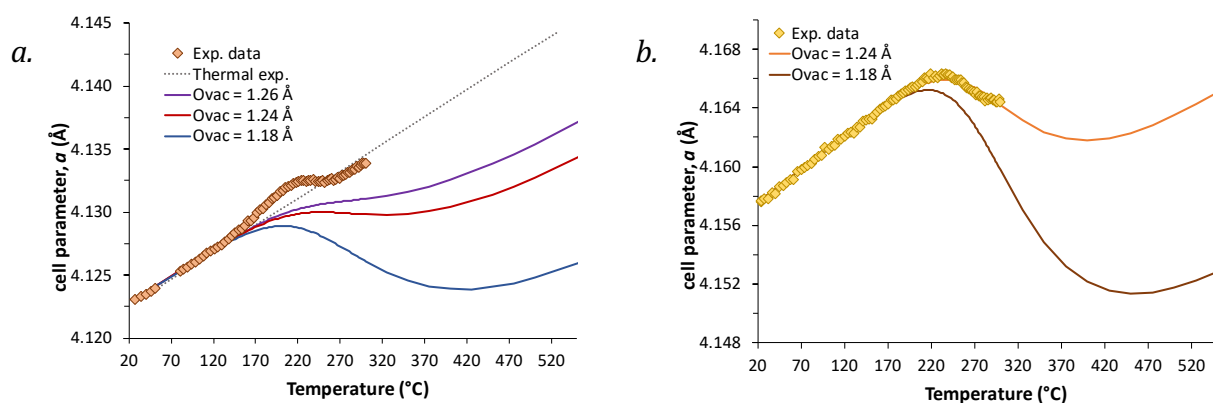 a.
4.145
4.140
4.135
4.130
4.125
4.120
cell parameter, a (Å)
Exp. data
Thermal exp.
Ovac = 1.26 Å
Ovac = 1.24 Å
Ovac = 1.18 Å
20 70 120 170 220 270 320 370 420 470 520
Temperature (°C)
b.
4.168
4.164
4.160
4.156
4.152
4.148
cell parameter, a (Å)
Exp. data
Ovac = 1.24 Å
Ovac = 1.18 Å
20 70 120 170 220 270 320 370 420 470 520
Temperature (°C)